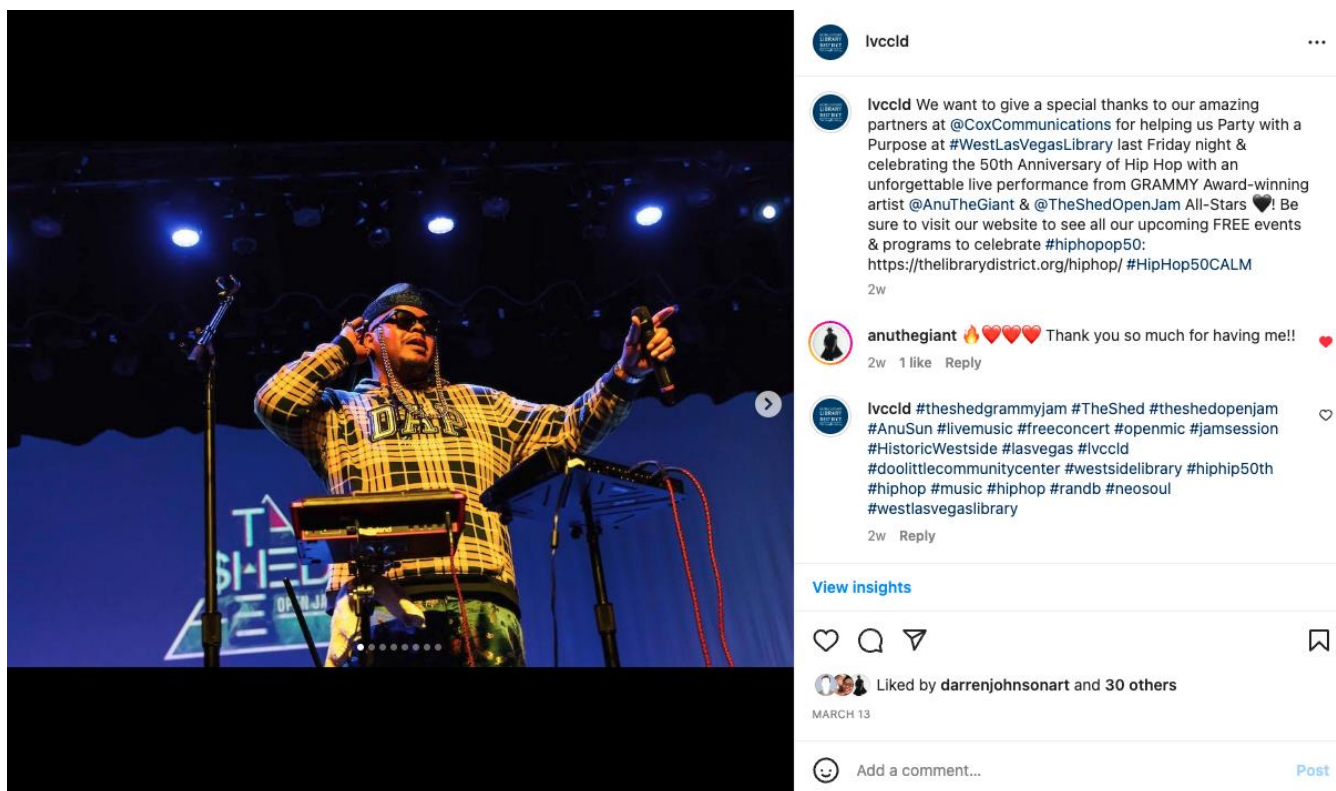 lvccld
lvccld We want to give a special thanks to our amazing
partners at @CoxCommunications for helping us Party with a
Purpose at #WestLasVegasLibrary last Friday night &
celebrating the 50th Anniversary of Hip Hop with an
unforgettable live performance from GRAMMY Award-winning
artist @AnuTheGiant & @TheShedOpenJam All-Stars 🖤! Be
sure to visit our website to see all our upcoming FREE events
& programs to celebrate #hiphopop50:
https://thelibrarydistrict.org/hiphop/ #HipHop50CALM
2w
anuthegiant 🔥❤️❤️❤️ Thank you so much for having me!!
2w 1 like Reply
lvccld #theshedgrammyjam #TheShed #theshedopenjam
#AnuSun #livemusic #freeconcert #openmic #jamsession
#HistoricWestside #lasvegas #lvccld
#doolittlecommunitycenter #westsidelibrary #hiphip50th
#hiphop #music #hiphop #randb #neosoul
#westlasvegaslibrary
2w Reply
View insights
Liked by darrenjohnsonart and 30 others
MARCH 13
Add a comment... Post
DRP
SHED
OPEN JA